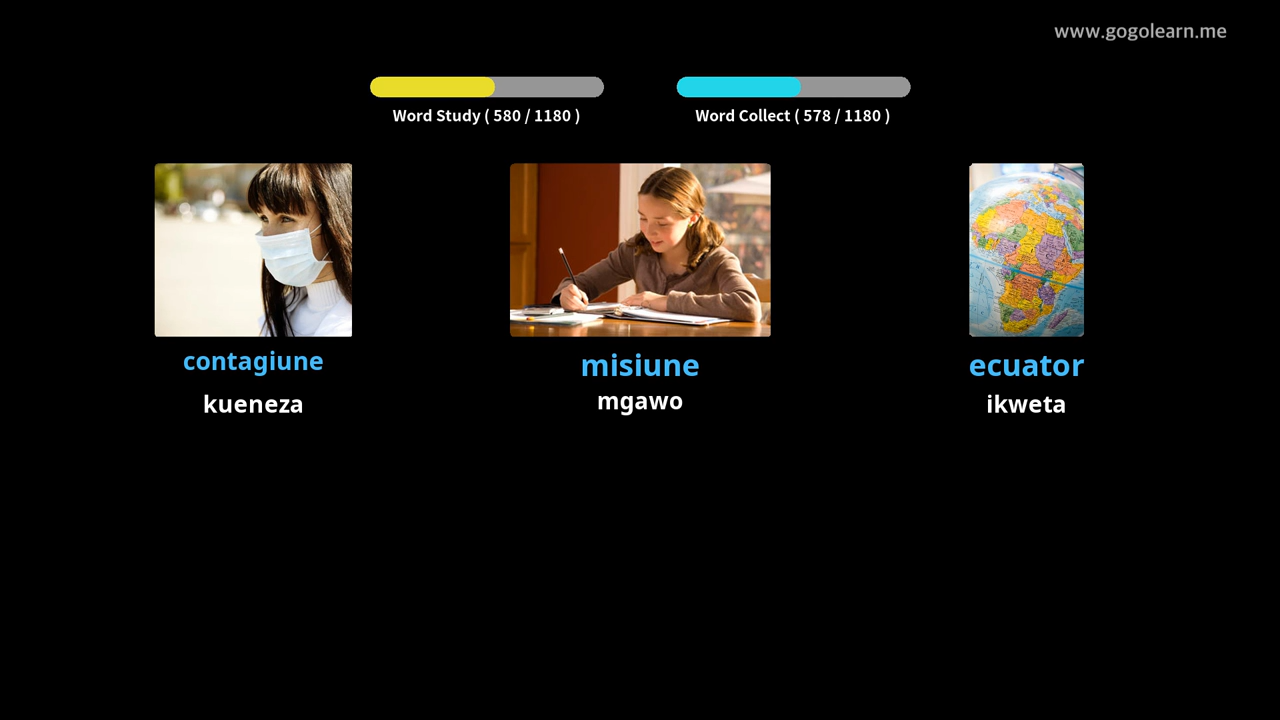 www.gogolearn.me
Word Study ( 580 / 1180 )
Word Collect ( 578 / 1180 )
contagiune
kueneza
misiune
mgawo
ecuator
ikweta